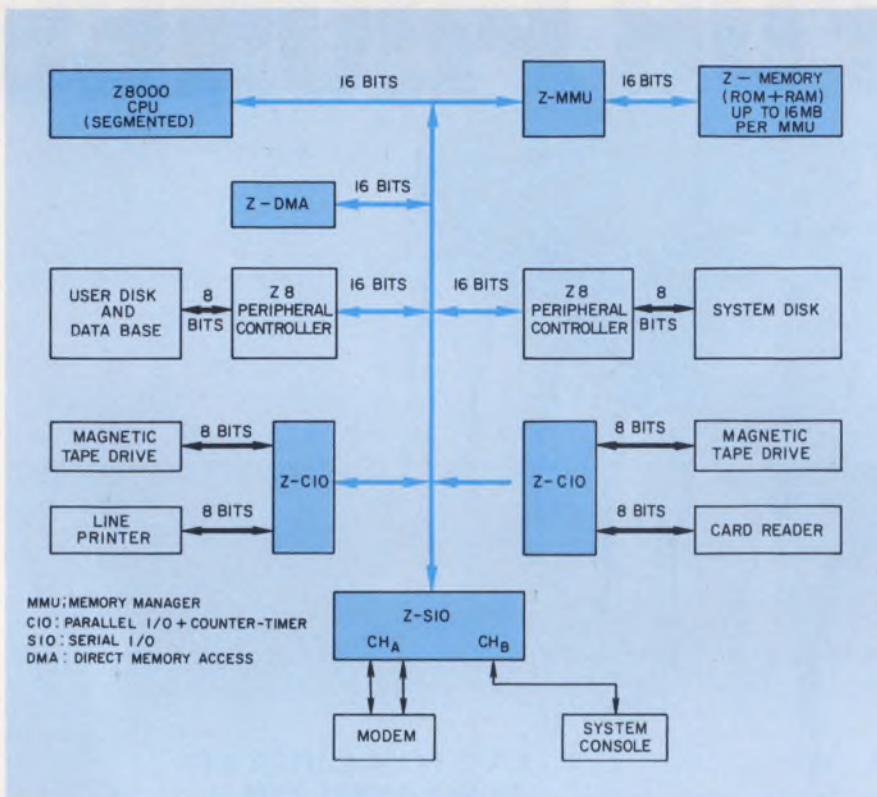 Z8000
CPU
(SEGMENTED)
16 BITS
Z-MMU
16 BITS
Z - MEMORY
(ROM+RAM)
UP TO 16MB
PER MMU
Z-DMA
16 BITS
USER DISK
AND
DATA BASE
8
BITS
Z8
PERIPHERAL
CONTROLLER
16 BITS
16 BITS
Z8
PERIPHERAL
CONTROLLER
8
BITS
SYSTEM DISK
MAGNETIC
TAPE DRIVE
8 BITS
Z-CIO
LINE
PRINTER
8 BITS
Z-CIO
8 BITS
MAGNETIC
TAPE DRIVE
8 BITS
CARD READER
MMU; MEMORY MANAGER
CIO: PARALLEL I/O + COUNTER-TIMER
SIO: SERIAL I/O
DMA: DIRECT MEMORY ACCESS
Z-SIO
CHA
CHB
MODEM
SYSTEM
CONSOLE